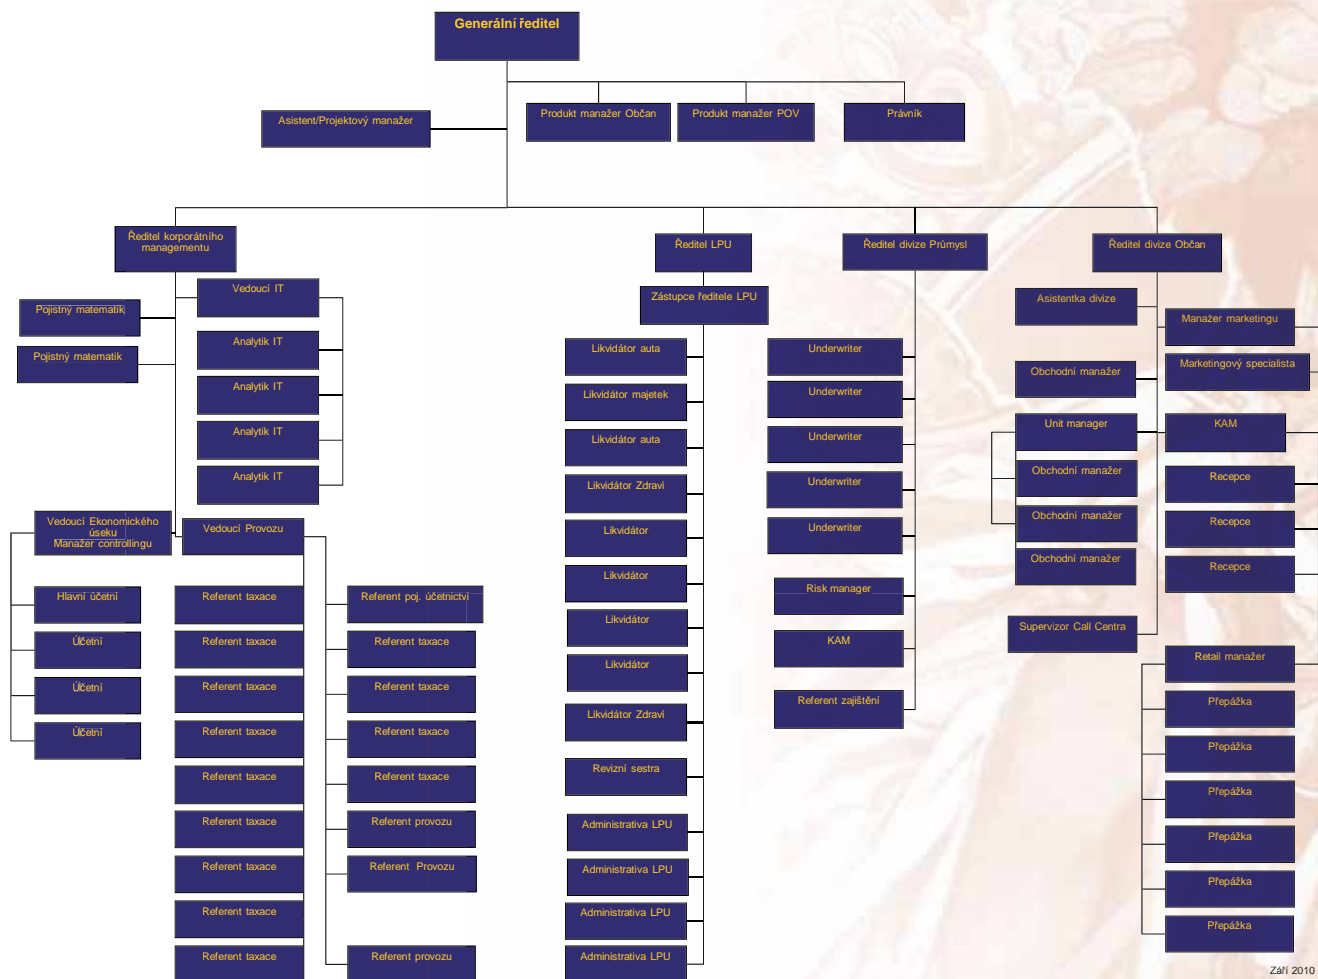 Generální ředitel
Asistent/Projektový manažer
Produkt manažer Občan
Produkt manažer POV
Právník
Ředitel korporátního
managementu
Ředitel LPU
Ředitel divize Průmysl
Ředitel divize Občan
Pojistný matematik
Pojistný matematik
Vedoucí IT
Analytik IT
Analytik IT
Analytik IT
Analytik IT
Vedoucí Ekonomického
úseku
Manažer controllingu
Vedoucí Provozu
Hlavní účetní
Účetní
Účetní
Účetní
Referent taxace
Referent taxace
Referent taxace
Referent taxace
Referent taxace
Referent taxace
Referent taxace
Referent taxace
Referent taxace
Referent poj. účetnictví
Referent taxace
Referent taxace
Referent taxace
Referent taxace
Referent provozu
Referent Provozu
Referent provozu
Zástupce ředitele LPU
Likvidátor auta
Likvidátor majetek
Likvidátor auta
Likvidátor Zdraví
Likvidátor
Likvidátor
Likvidátor
Likvidátor
Likvidátor Zdraví
Revizní sestra
Administrativa LPU
Administrativa LPU
Administrativa LPU
Administrativa LPU
Underwriter
Underwriter
Underwriter
Underwriter
Underwriter
Risk manager
KAM
Referent zajištění
Asistentka divize
Obchodní manažer
Unit manager
Obchodní manažer
Obchodní manažer
Obchodní manažer
Supervizor Call Centra
Manažer marketingu
Marketingový specialista
KAM
Recepce
Recepce
Recepce
Retail manažer
Přepážka
Přepážka
Přepážka
Přepážka
Přepážka
Přepážka
Září 2010